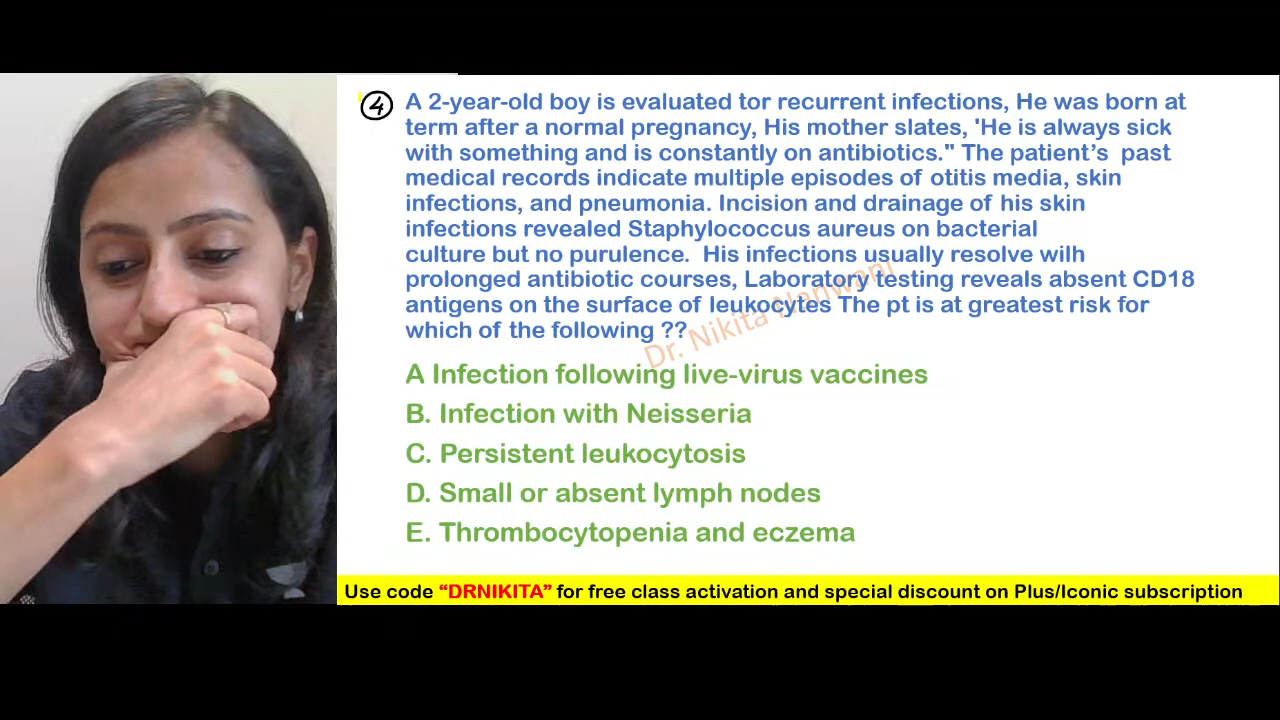 4 A 2-year-old boy is evaluated tor recurrent infections, He was born at
term after a normal pregnancy, His mother slates, 'He is always sick
with something and is constantly on antibiotics." The patient’s past
medical records indicate multiple episodes of otitis media, skin
infections, and pneumonia. Incision and drainage of his skin
infections revealed Staphylococcus aureus on bacterial
culture but no purulence. His infections usually resolve wilh
prolonged antibiotic courses, Laboratory testing reveals absent CD18
antigens on the surface of leukocytes The pt is at greatest risk for
which of the following ??
Dr. Nikita Nanwani
A Infection following live-virus vaccines
B. Infection with Neisseria
C. Persistent leukocytosis
D. Small or absent lymph nodes
E. Thrombocytopenia and eczema
Use code “DRNIKITA” for free class activation and special discount on Plus/Iconic subscription